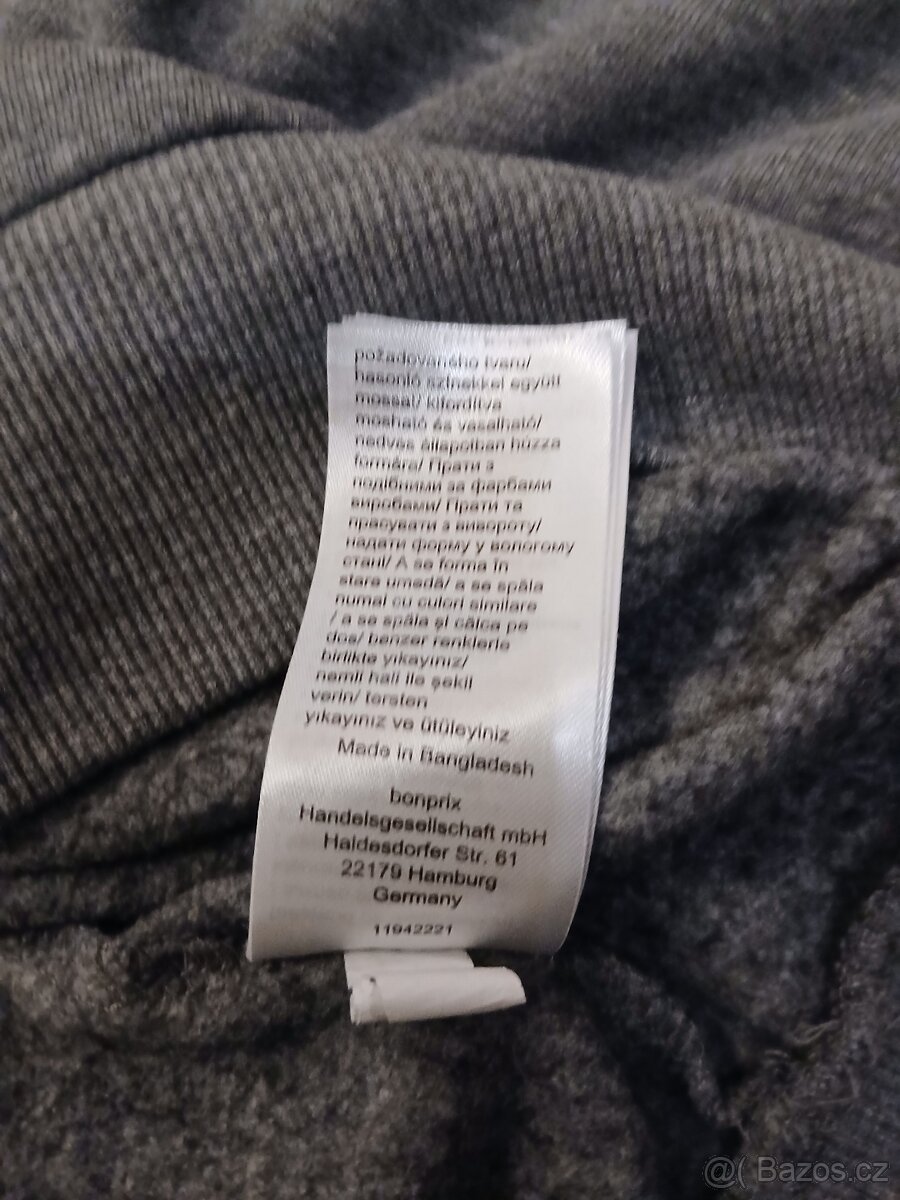 požadovaného tvaru/
hasonló színekkel együtt
mossa!/ kifordítva
mosható és vasalható/
nedves állapotban húzza
formára/ Прати з
подібними за фарбами
виробами/ Прати та
прасувати з вивороту/
надати форму у вологому
стані/ A se forma în
stare umedă/ a se spăla
numai cu culori similare
/ a se spăla și călca pe
dos/ benzer renklerle
birlikte yıkayınız/
nemli hali ile şekil
verin/ tersten
yıkayınız ve ütüleyiniz
Made in Bangladesh
bonprix
Handelsgesellschaft mbH
Haldesdorfer Str. 61
22179 Hamburg
Germany
11942221
@( Bazos.cz